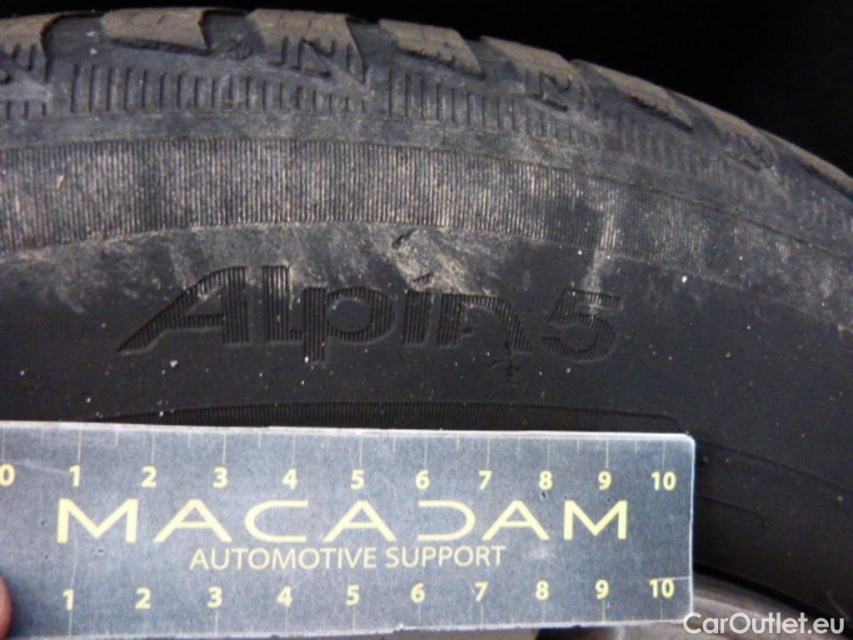 Alpin 5
0 1 2 3 4 5 6 7 8 9 10
MACADAM
AUTOMOTIVE SUPPORT
1 2 3 4 5 6 7 8 9 10
CarOutlet.eu